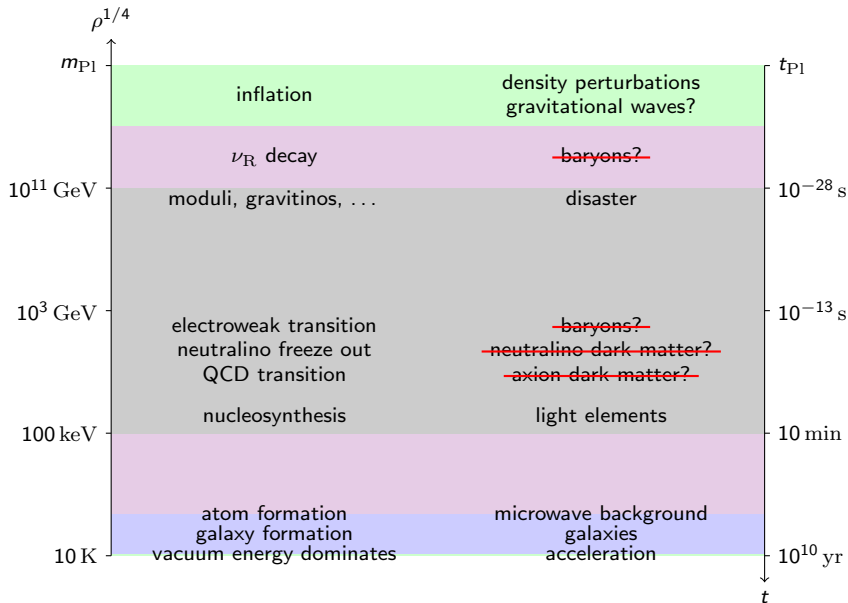 ρ^{1/4}
m_Pl t_Pl
inflation density perturbations
gravitational waves?
ν_R decay baryons?
10^{11} GeV 10^{−28} s
moduli, gravitinos, … disaster
10^3 GeV 10^{−13} s
electroweak transition baryons?
neutralino freeze out neutralino dark matter?
QCD transition axion dark matter?
nucleosynthesis light elements
100 keV 10 min
atom formation microwave background
galaxy formation galaxies
vacuum energy dominates acceleration
10 K 10^{10} yr
t